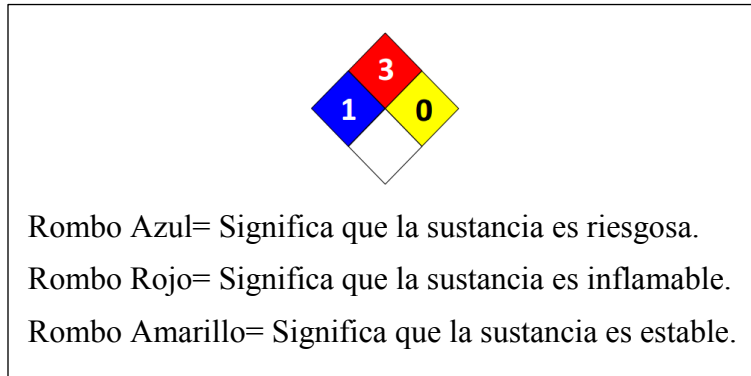 3
1 0
Rombo Azul= Significa que la sustancia es riesgosa.
Rombo Rojo= Significa que la sustancia es inflamable.
Rombo Amarillo= Significa que la sustancia es estable.